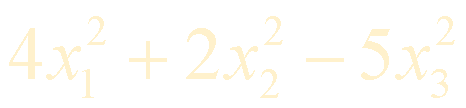 4x₁² + 2x₂² − 5x₃²